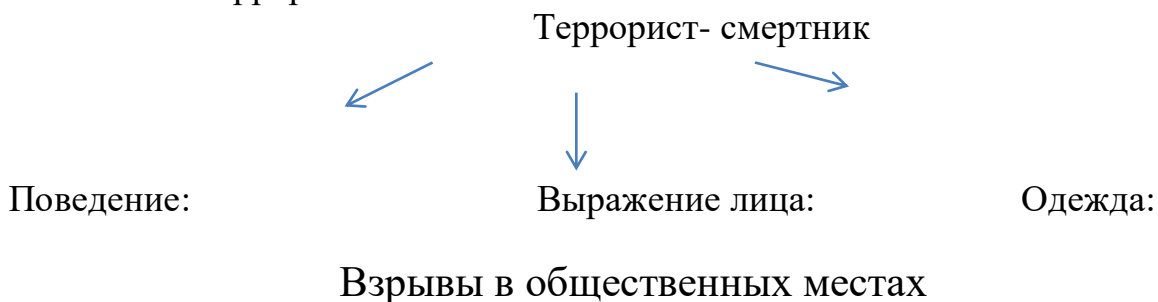 Террорист- смертник
Поведение: Выражение лица: Одежда:
Взрывы в общественных местах